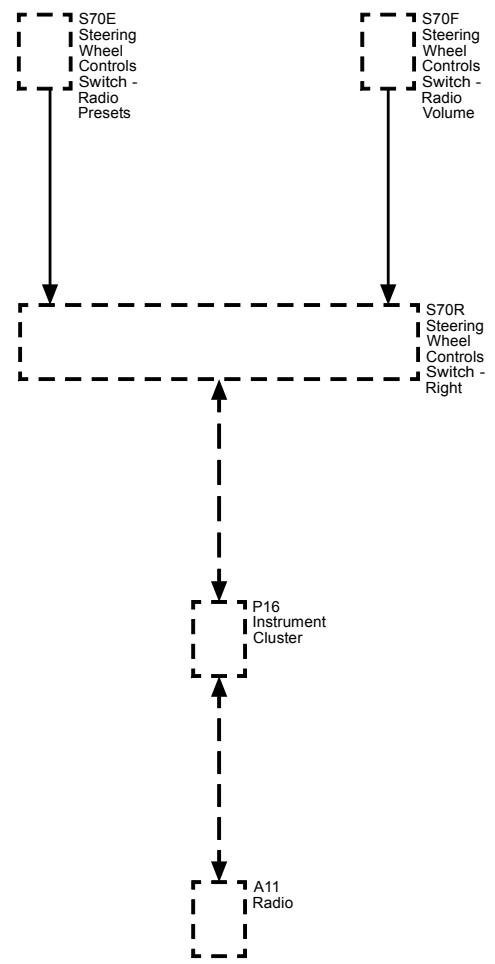 S70E
Steering
Wheel
Controls
Switch -
Radio
Presets
S70F
Steering
Wheel
Controls
Switch -
Radio
Volume
S70R
Steering
Wheel
Controls
Switch -
Right
P16
Instrument
Cluster
A11
Radio